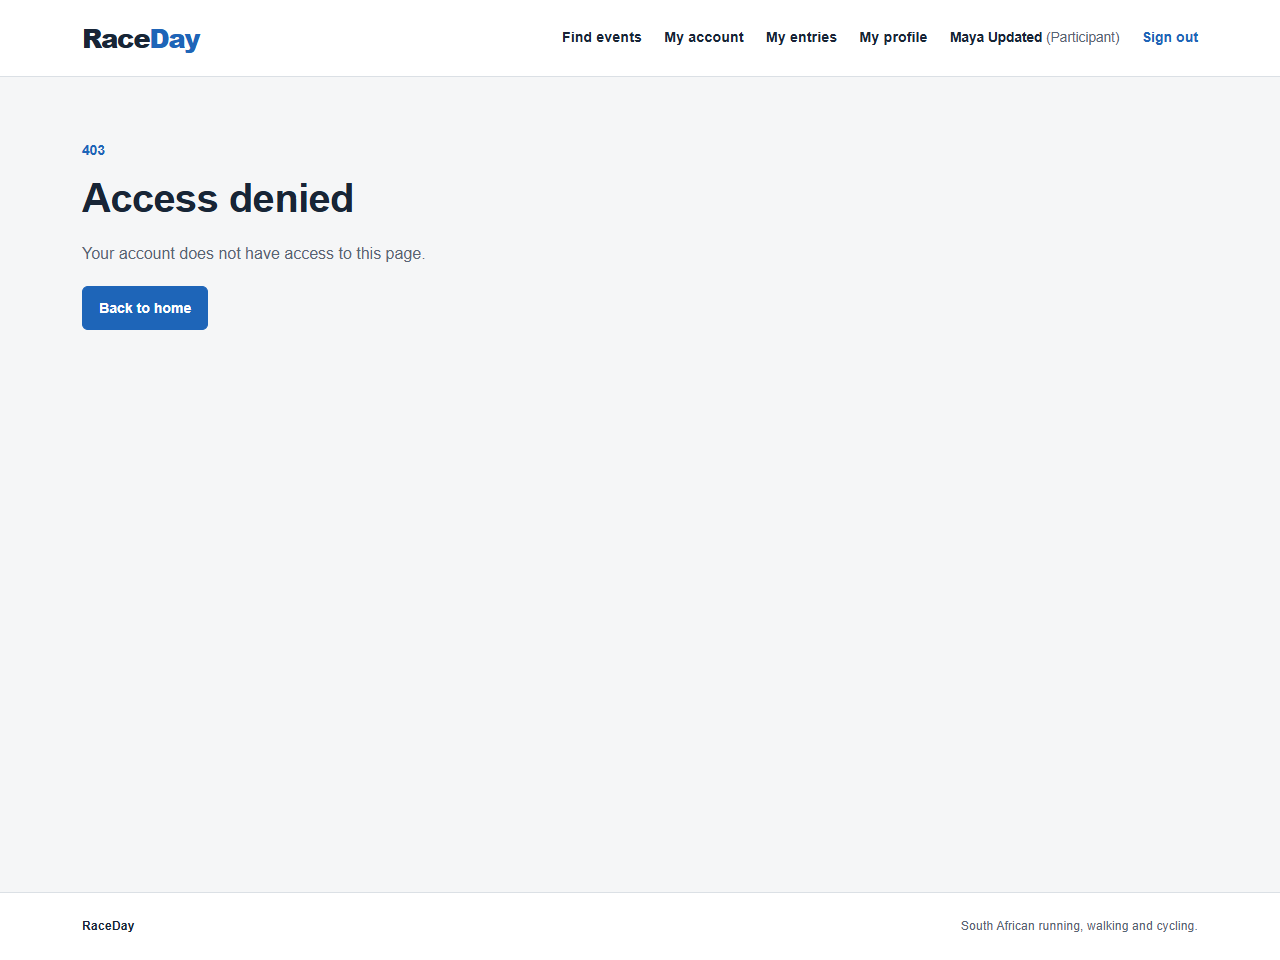 RaceDay
Find events My account My entries My profile Maya Updated (Participant) Sign out
403
Access denied
Your account does not have access to this page.
Back to home
RaceDay
South African running, walking and cycling.